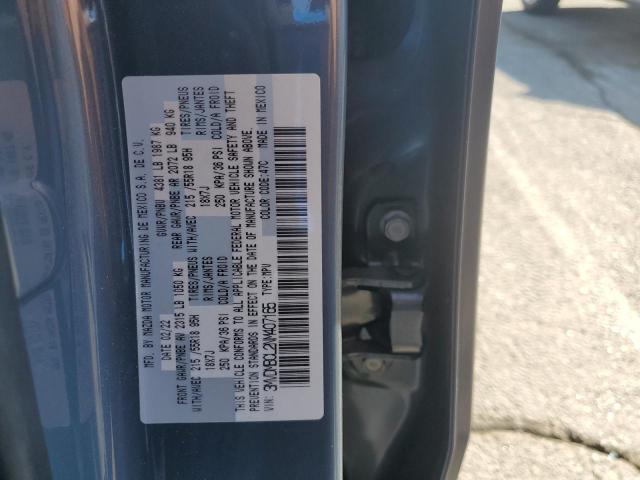 MFD. BY MAZDA MOTOR MANUFACTURING DE MEXICO S.A. DE C.V.
DATE: 02/22 GVWR/PNBV 4381 LB 1987 KG
FRONT GAWR/PNBE AV 2315 LB 1050 KG REAR GAWR/PNBE AR 2072 LB 940 KG
WITH/AVEC 215/55R18 95H TIRES/PNEUS WITH/AVEC 215/55R18 95H TIRES/PNEUS
18X7J RIMS/JANTES 18X7J RIMS/JANTES
250 KPA/36 PSI COLD/A FROID 250 KPA/36 PSI COLD/A FROID
THIS VEHICLE CONFORMS TO ALL APPLICABLE FEDERAL MOTOR VEHICLE SAFETY AND THEFT
PREVENTION STANDARDS IN EFFECT ON THE DATE OF MANUFACTURE SHOWN ABOVE.
VIN: TYPE:MPV COLOR CODE:47C MADE IN MEXICO